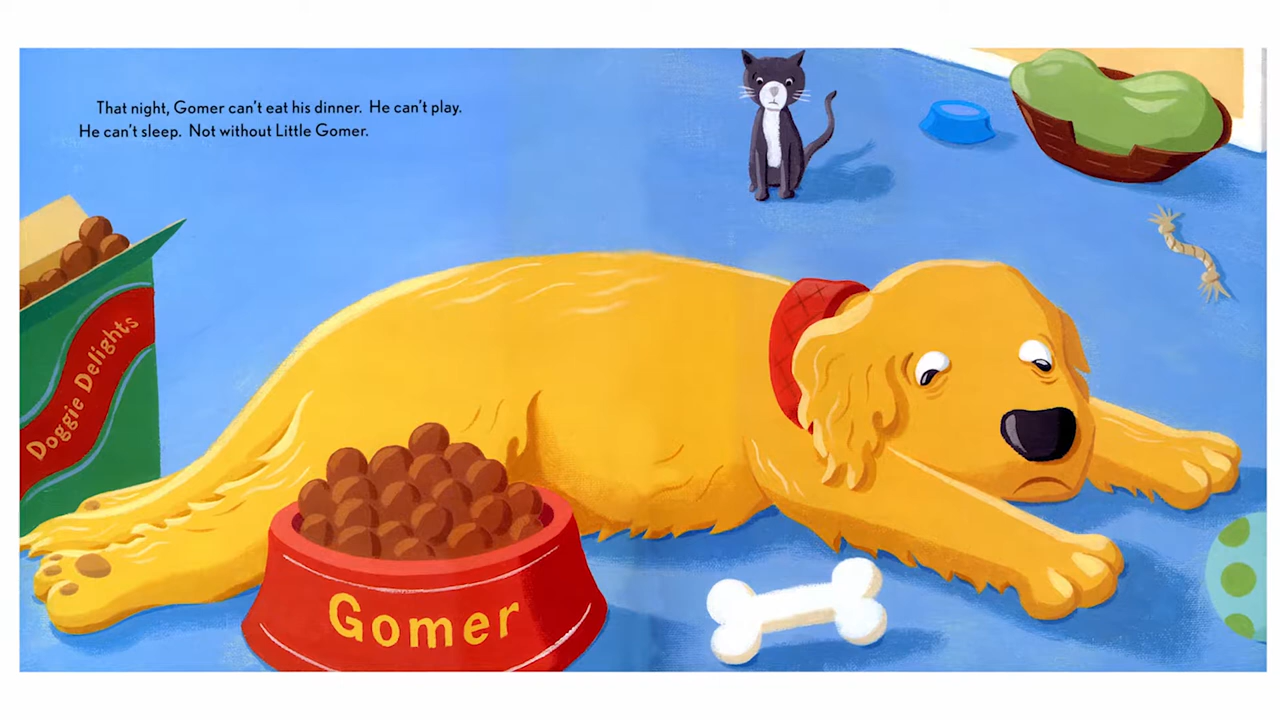 That night, Gomer can't eat his dinner. He can't play.
He can't sleep. Not without Little Gomer.
Doggie Delights
Gomer